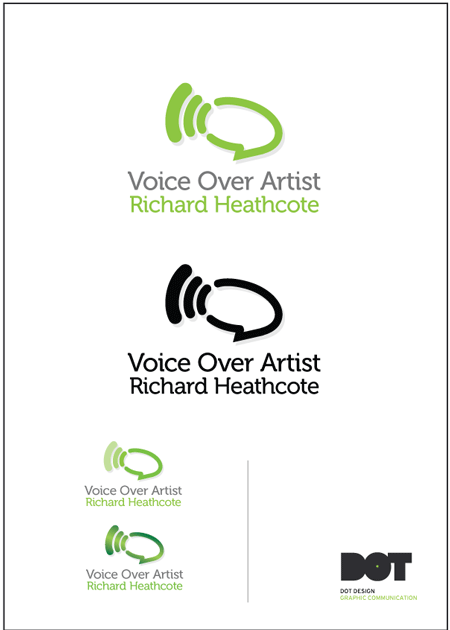 Voice Over Artist
Richard Heathcote
Voice Over Artist
Richard Heathcote
Voice Over Artist
Richard Heathcote
Voice Over Artist
Richard Heathcote
DOT
DOT DESIGN
GRAPHIC COMMUNICATION